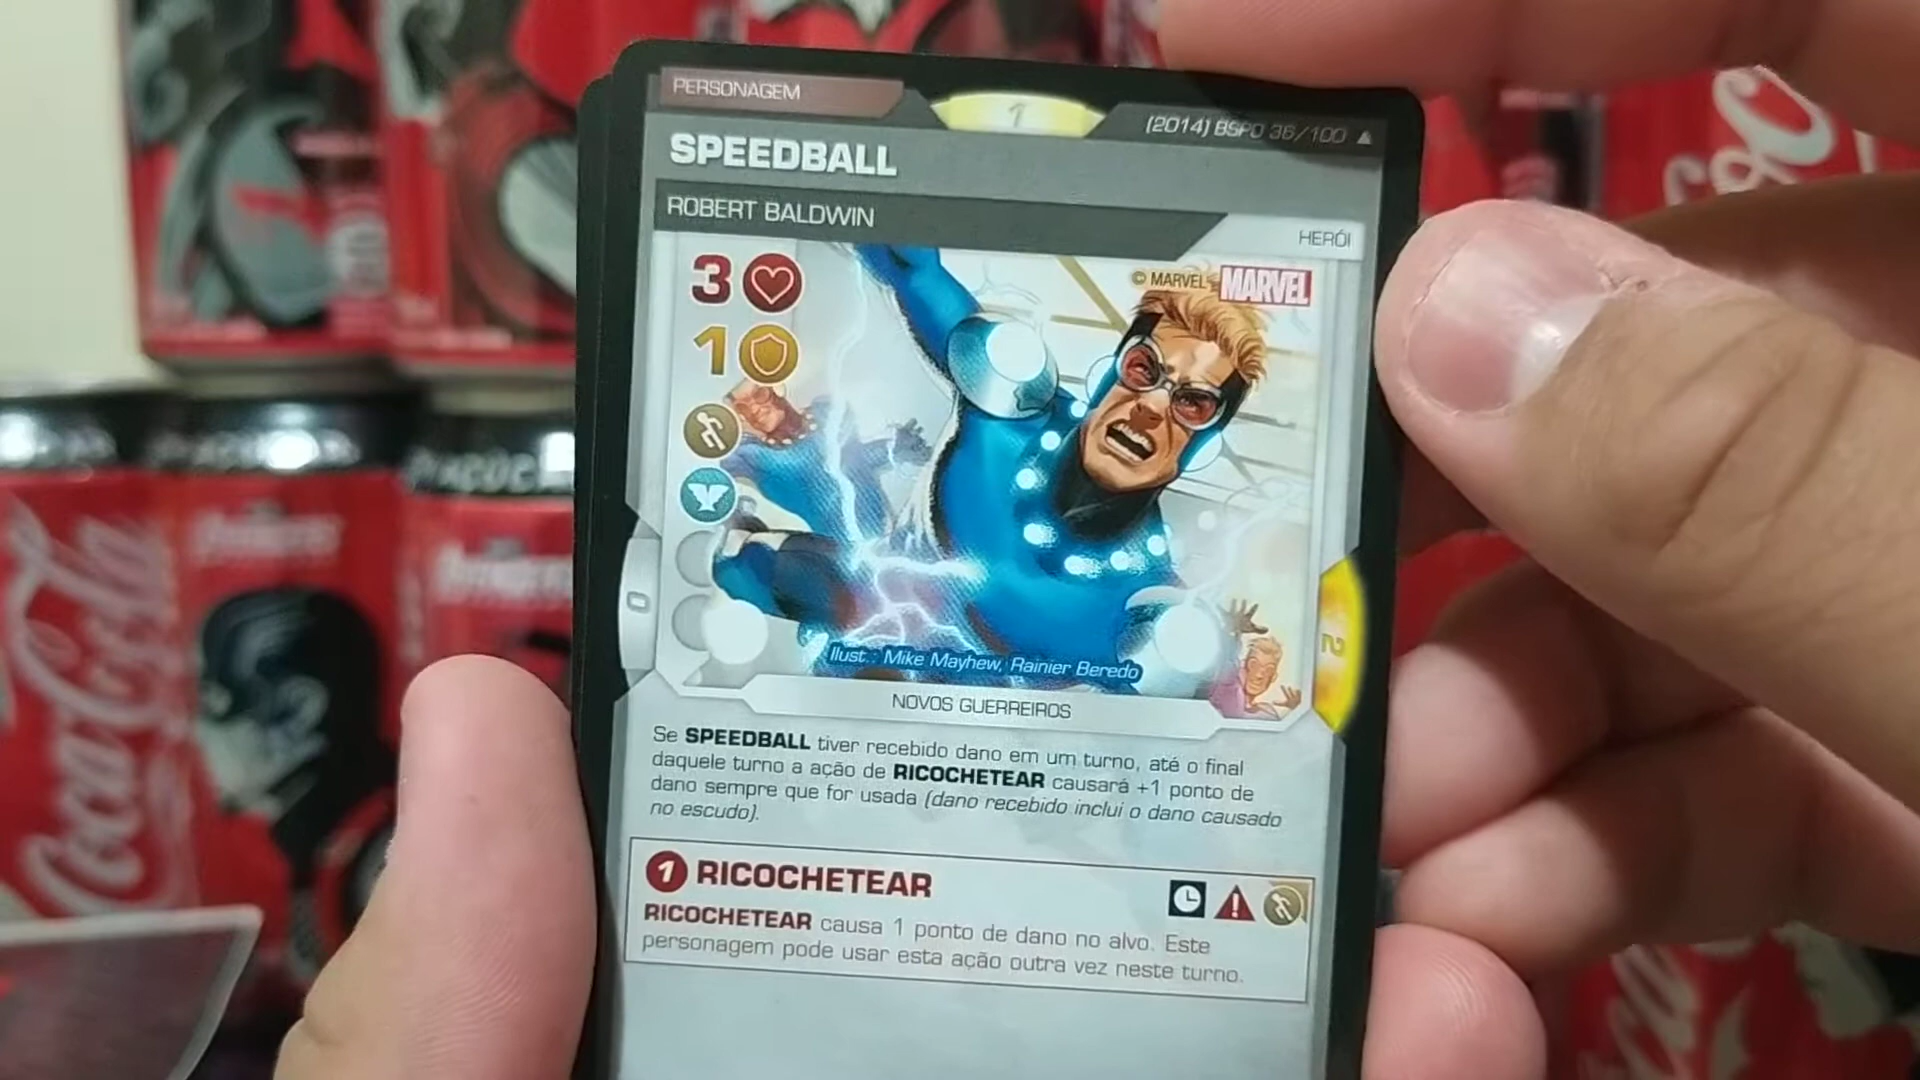 PERSONAGEM
1
(2014) BSPD 36/100
SPEEDBALL
ROBERT BALDWIN
HERÓI
3
© MARVEL MARVEL
1
0
2
Ilust.: Mike Mayhew, Rainier Beredo
NOVOS GUERREIROS
Se SPEEDBALL tiver recebido dano em um turno, até o final
daquele turno a ação de RICOCHETEAR causará +1 ponto de
dano sempre que for usada (dano recebido inclui o dano causado
no escudo).
1 RICOCHETEAR
RICOCHETEAR causa 1 ponto de dano no alvo. Este
personagem pode usar esta ação outra vez neste turno.
Coca-Cola